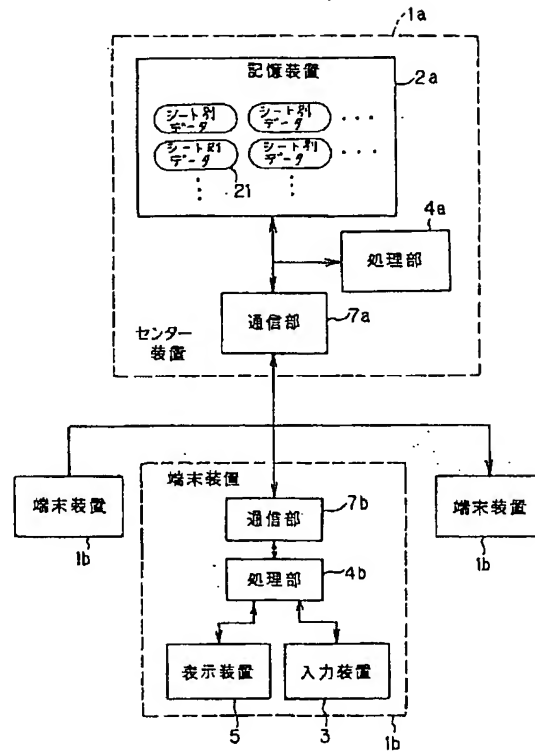 1a
記憶装置
2a
シート別
データ
シート別
データ
シート別
データ
21
シート別
データ
4a
処理部
通信部
7a
センター
装置
端末装置
1b
端末装置
通信部
7b
処理部
4b
表示装置
5
入力装置
3
1b
端末装置
1b